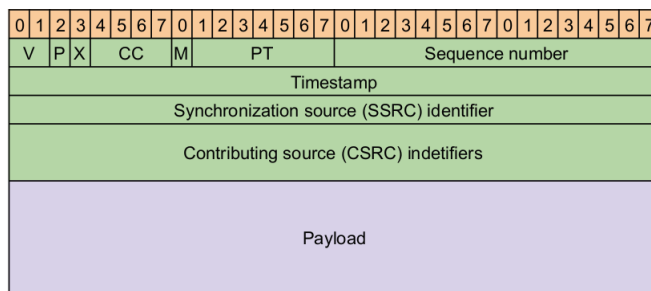 0 1 2 3 4 5 6 7 0 1 2 3 4 5 6 7 0 1 2 3 4 5 6 7 0 1 2 3 4 5 6 7
V P X CC M PT Sequence number
Timestamp
Synchronization source (SSRC) identifier
Contributing source (CSRC) indetifiers
Payload